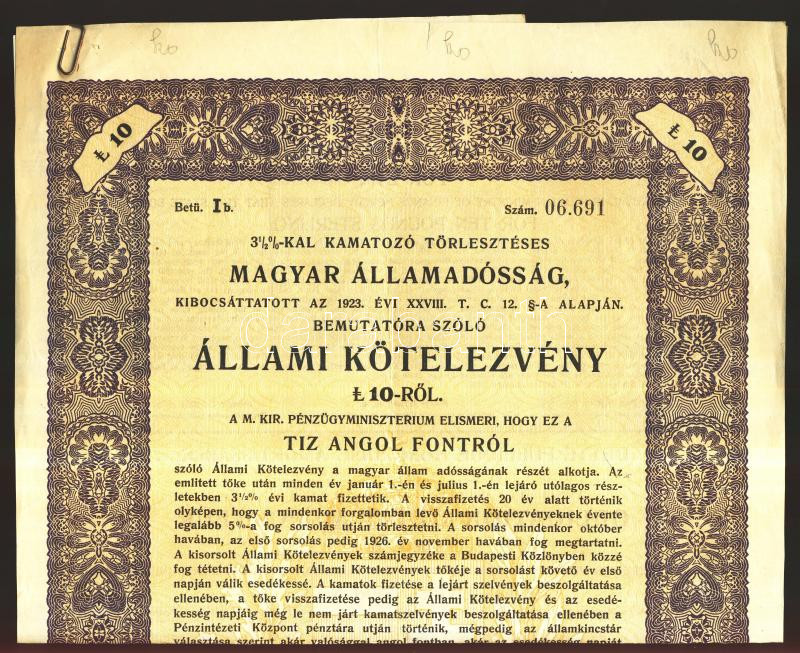 Ł 10
Ł 10
Betü. I b. Szám. 06.691
3½%-KAL KAMATOZÓ TÖRLESZTÉSES
MAGYAR ÁLLAMADÓSSÁG,
KIBOCSÁTTATOTT AZ 1923. ÉVI XXVIII. T. C. 12. §-A ALAPJÁN.
BEMUTATÓRA SZÓLÓ
ÁLLAMI KÖTELEZVÉNY
Ł 10-RŐL.
A M. KIR. PÉNZÜGYMINISZTERIUM ELISMERI, HOGY EZ A
TIZ ANGOL FONTRÓL
szóló Állami Kötelezvény a magyar állam adósságának részét alkotja. Az
emlitett tőke után minden év január 1.-én és julius 1.-én lejáró utólagos rész-
letekben 3½% évi kamat fizettetik. A visszafizetés 20 év alatt történik
olyképen, hogy a mindenkor forgalomban levő Állami Kötelezvényeknek évente
legalább 5%-a fog sorsolás utján törlesztetni. A sorsolás mindenkor október
havában, az első sorsolás pedig 1926. év november havában fog megtartatni.
A kisorsolt Állami Kötelezvények számjegyzéke a Budapesti Közlönyben közzé
fog tétetni. A kisorsolt Állami Kötelezvények tőkéje a sorsolást követő év első
napján válik esedékessé. A kamatok fizetése a lejárt szelvények beszolgáltatása
ellenében, a tőke visszafizetése pedig az Állami Kötelezvény és az esedé-
kesség napjáig még le nem járt kamatszelvények beszolgáltatása ellenében a
Pénzintézeti Központ pénztára utján történik, mégpedig az államkincstár
választása szerint akár valósággal angol fontban, akár az esedékesség napját